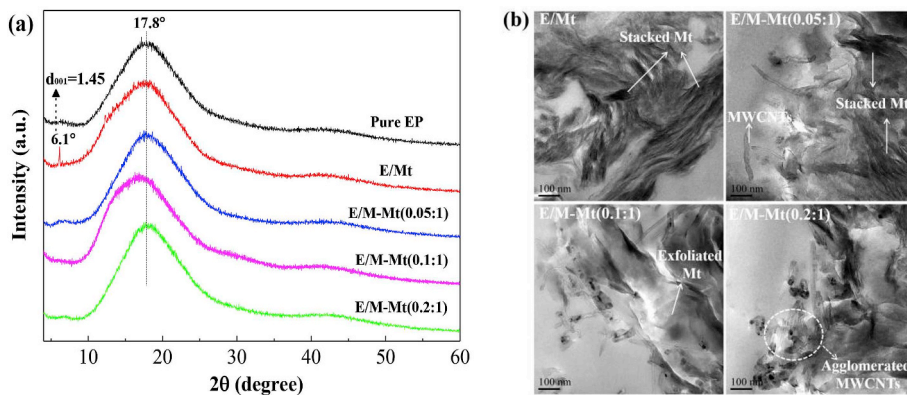 (a)
17.8°
d001=1.45
6.1°
Pure EP
E/Mt
E/M-Mt(0.05:1)
E/M-Mt(0.1:1)
E/M-Mt(0.2:1)
Intensity (a.u.)
10 20 30 40 50 60
2θ (degree)
(b)
E/Mt
Stacked Mt
100 nm
E/M-Mt(0.05:1)
MWCNTs
Stacked Mt
100 nm
E/M-Mt(0.1:1)
Exfoliated
Mt
100 nm
E/M-Mt(0.2:1)
Agglomerated
MWCNTs
100 nm